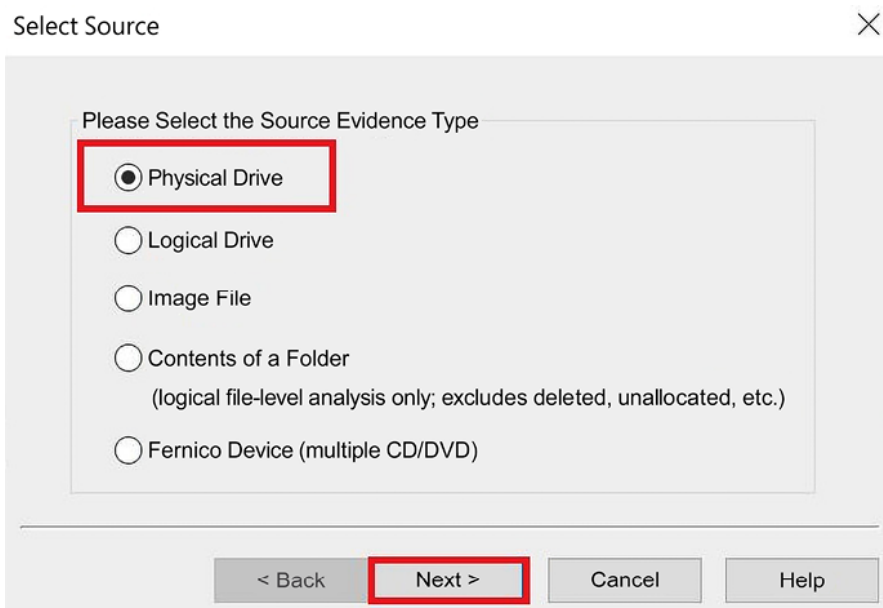 Select Source
Please Select the Source Evidence Type
Physical Drive
Logical Drive
Image File
Contents of a Folder
(logical file-level analysis only; excludes deleted, unallocated, etc.)
Fernico Device (multiple CD/DVD)
< Back Next > Cancel Help